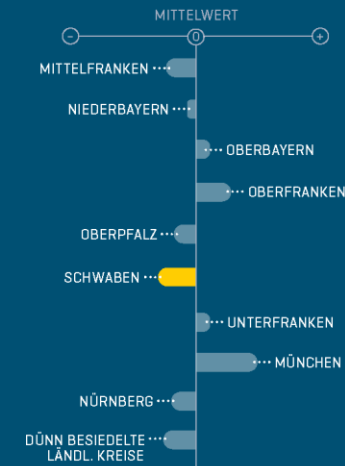 MITTELWERT
- 0 +
MITTELFRANKEN
NIEDERBAYERN
OBERBAYERN
OBERFRANKEN
OBERPFALZ
SCHWABEN
UNTERFRANKEN
MÜNCHEN
NÜRNBERG
DÜNN BESIEDELTE
LÄNDL. KREISE